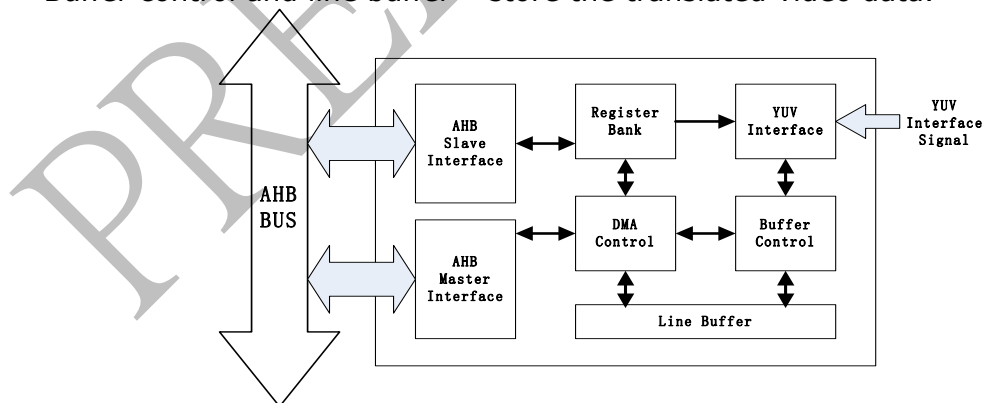 Buffer control and line buffer – store the translated video data.
PRE
AHB
BUS
AHB
Slave
Interface
Register
Bank
YUV
Interface
YUV
Interface
Signal
AHB
Master
Interface
DMA
Control
Buffer
Control
Line Buffer